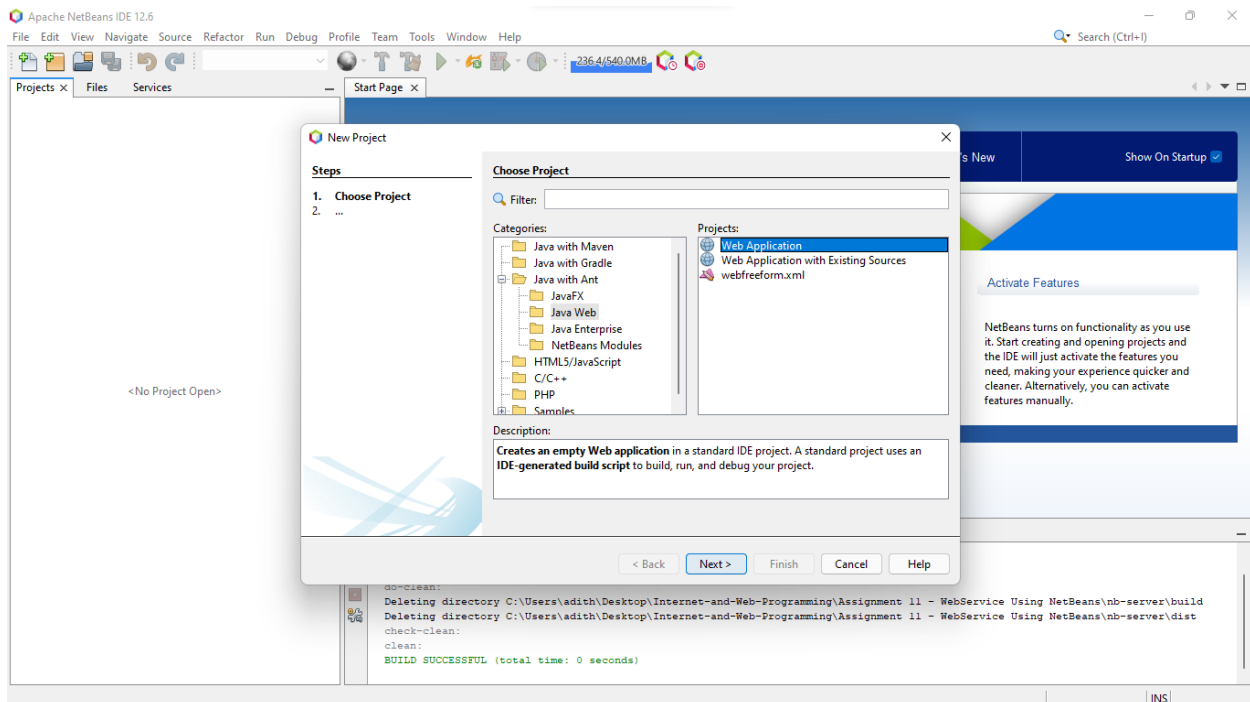 Apache NetBeans IDE 12.6
File Edit View Navigate Source Refactor Run Debug Profile Team Tools Window Help
Search (Ctrl+I)
236.4/540.0MB
Projects Files Services
Start Page
New Project
's New
Show On Startup
Steps
1. Choose Project
2. ...
Choose Project
Filter:
Categories:
Java with Maven
Java with Gradle
Java with Ant
JavaFX
Java Web
Java Enterprise
NetBeans Modules
HTML5/JavaScript
C/C++
PHP
Samples
Projects:
Web Application
Web Application with Existing Sources
webfreeform.xml
Description:
Creates an empty Web application in a standard IDE project. A standard project uses an
IDE-generated build script to build, run, and debug your project.
< Back Next > Finish Cancel Help
<No Project Open>
Activate Features
NetBeans turns on functionality as you use
it. Start creating and opening projects and
the IDE will just activate the features you
need, making your experience quicker and
cleaner. Alternatively, you can activate
features manually.
do-clean:
Deleting directory C:\Users\adith\Desktop\Internet-and-Web-Programming\Assignment 11 - WebService Using NetBeans\nb-server\build
Deleting directory C:\Users\adith\Desktop\Internet-and-Web-Programming\Assignment 11 - WebService Using NetBeans\nb-server\dist
check-clean:
clean:
BUILD SUCCESSFUL (total time: 0 seconds)
INS